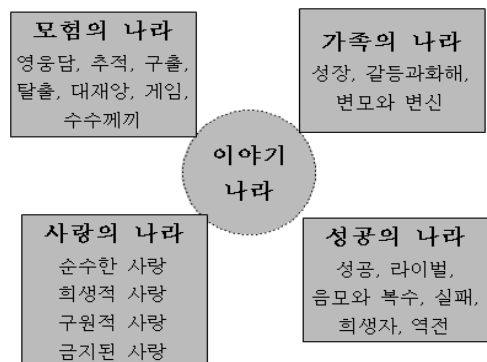 모험의 나라
영웅담, 추적, 구출,
탈출, 대재앙, 게임,
수수께끼
가족의 나라
성장, 갈등과화해,
변모와 변신
이야기
나라
사랑의 나라
순수한 사랑
희생적 사랑
구원적 사랑
금지된 사랑
성공의 나라
성공, 라이벌,
음모와 복수, 실패,
희생자, 역전